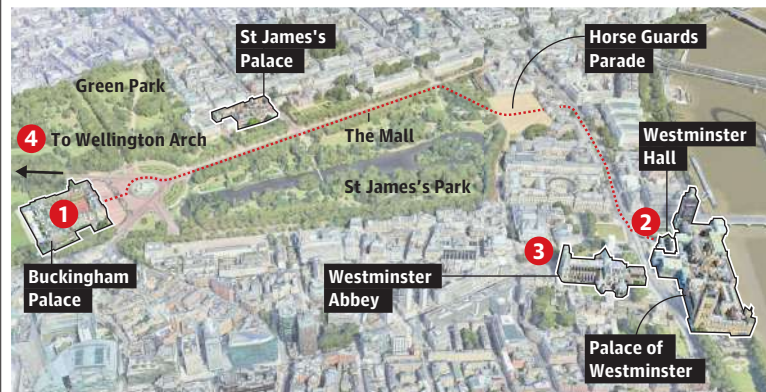 St James's
Palace
Horse Guards
Parade
Green Park
4 To Wellington Arch
The Mall
Westminster
Hall
St James's Park
1
2
3
Buckingham
Palace
Westminster
Abbey
Palace of
Westminster